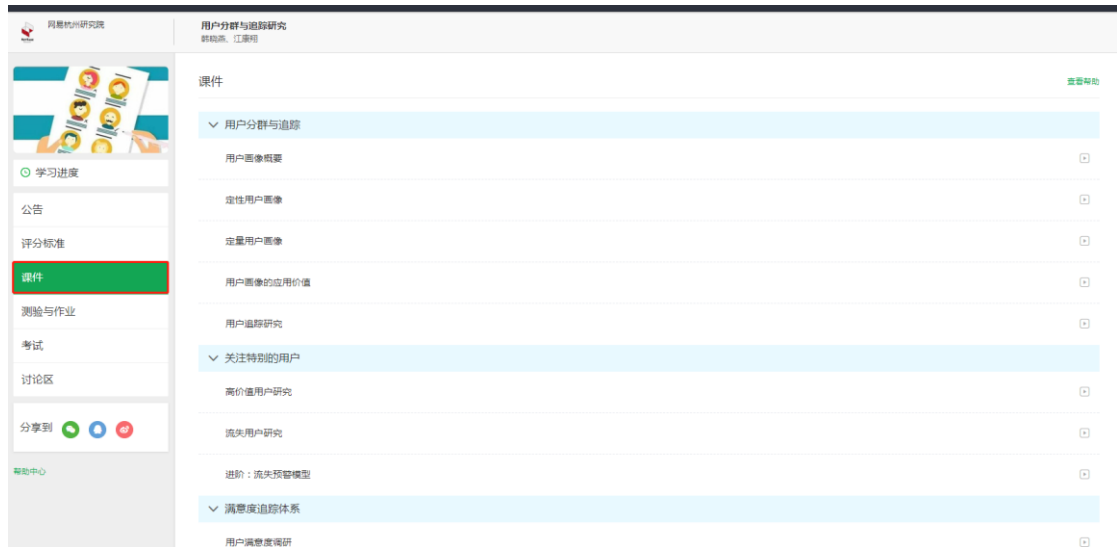 网易杭州研究院
用户分群与追踪研究
韩晓燕、江康翔
课件
查看帮助
用户分群与追踪
用户画像概要
定性用户画像
定量用户画像
用户画像的应用价值
用户追踪研究
关注特别的用户
高价值用户研究
流失用户研究
进阶：流失预警模型
满意度追踪体系
用户满意度调研
学习进度
公告
评分标准
课件
测验与作业
考试
讨论区
分享到
帮助中心